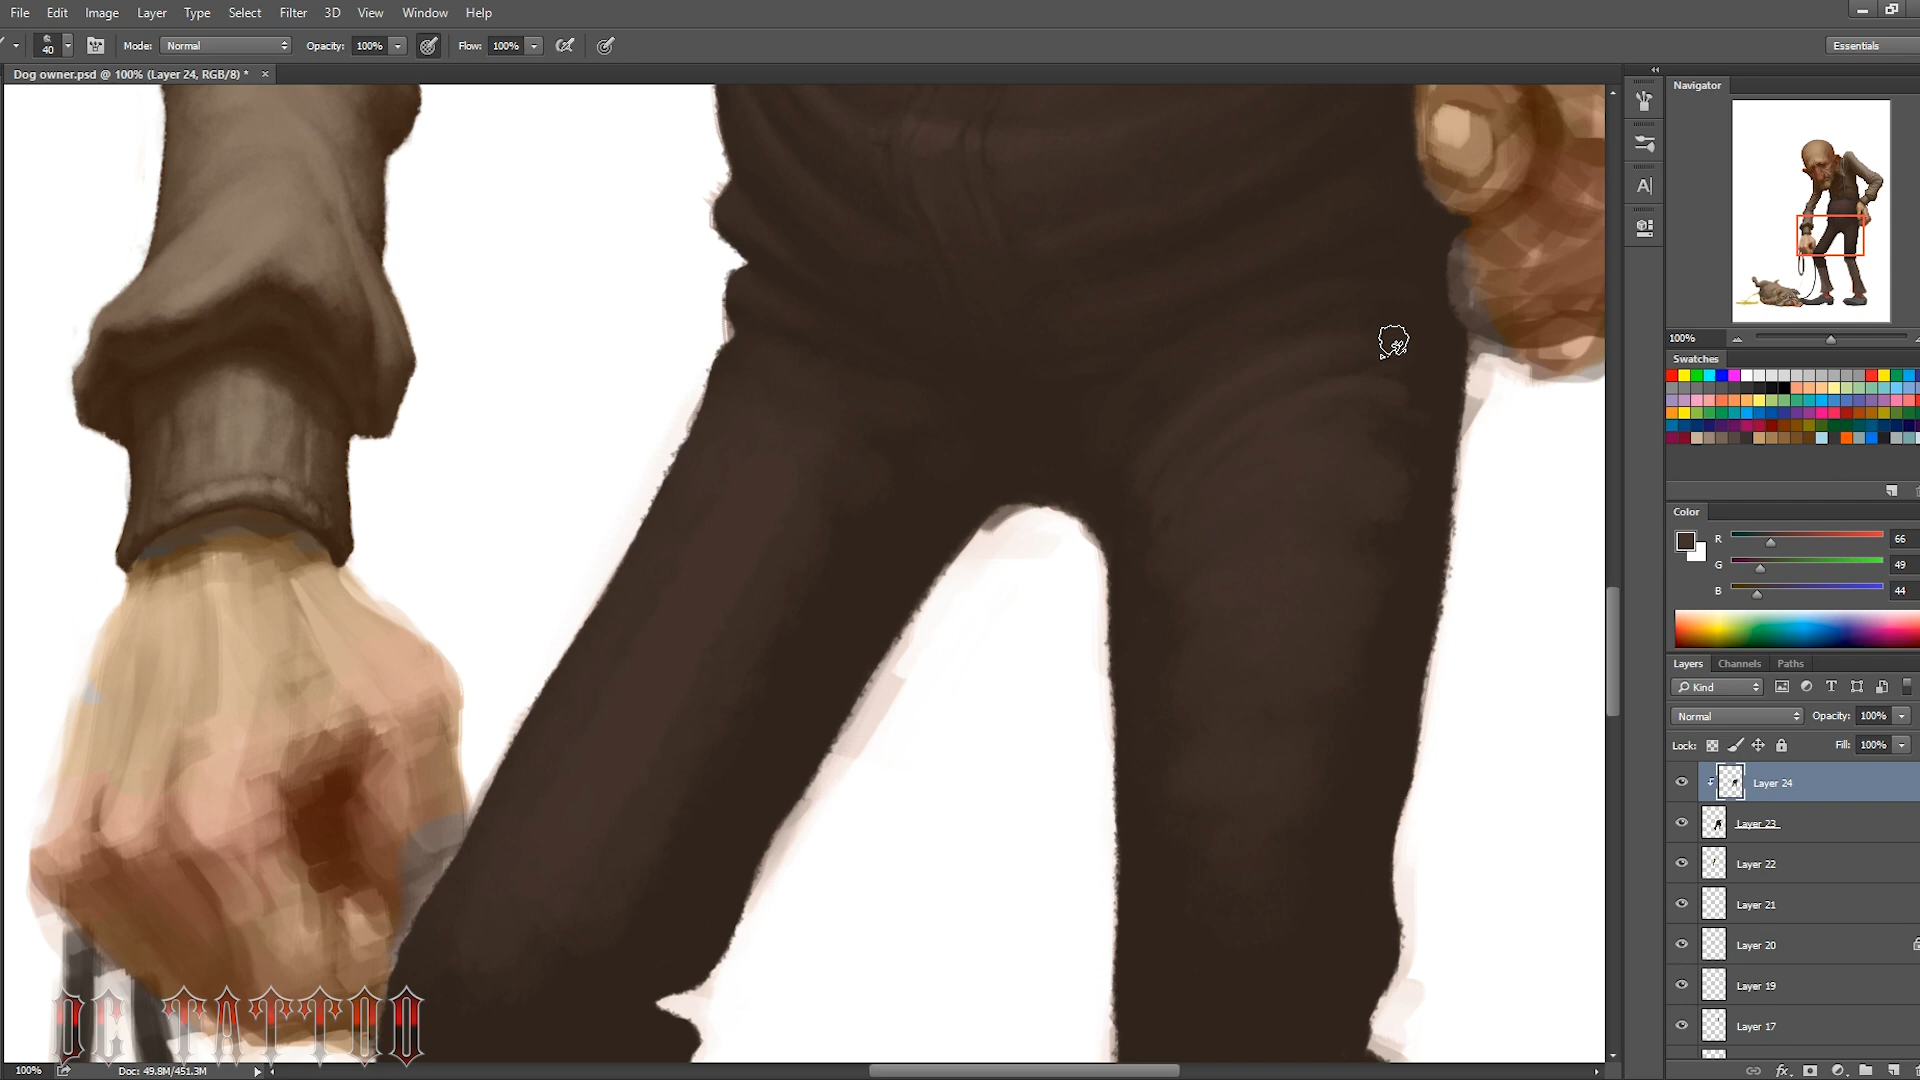 File Edit Image Layer Type Select Filter 3D View Window Help
40 Mode: Normal Opacity: 100% Flow: 100% Essentials
Dog owner.psd @ 100% (Layer 24, RGB/8) * ×
Navigator
100%
Swatches
Color
R 66
G 49
B 44
Layers Channels Paths
Kind
Normal Opacity: 100%
Lock: Fill: 100%
Layer 24
Layer 23
Layer 22
Layer 21
Layer 20
Layer 19
Layer 17
DC TATTOO
100% Doc: 49.8M/451.3M